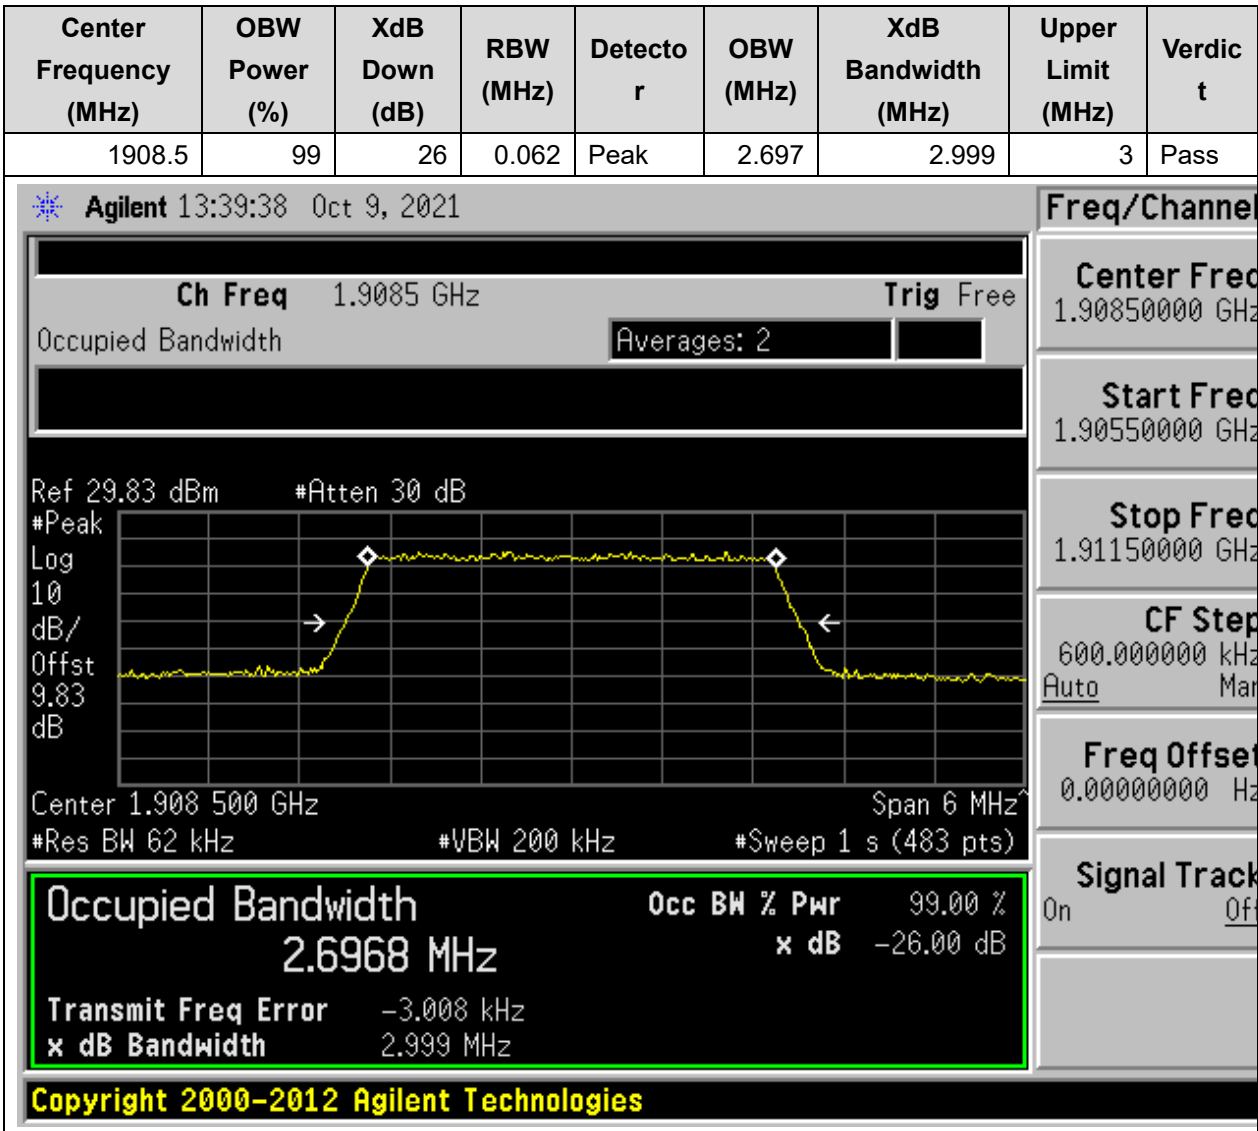 Center Frequency (MHz) | OBW Power (%) | XdB Down (dB) | RBW (MHz) | Detector | OBW (MHz) | XdB Bandwidth (MHz) | Upper Limit (MHz) | Verdict
1908.5 | 99 | 26 | 0.062 | Peak | 2.697 | 2.999 | 3 | Pass
Agilent 13:39:38 Oct 9, 2021
Freq/Channel
Ch Freq 1.9085 GHz Trig Free
Occupied Bandwidth Averages: 2
Center Freq
1.90850000 GHz
Start Freq
1.90550000 GHz
Stop Freq
1.91150000 GHz
CF Step
600.000000 kHz
Auto Man
Freq Offset
0.00000000 Hz
Signal Track
On Off
Ref 29.83 dBm #Atten 30 dB
#Peak
Log
10
dB/
Offst
9.83
dB
Center 1.908 500 GHz Span 6 MHz^
#Res BW 62 kHz #VBW 200 kHz #Sweep 1 s (483 pts)
Occupied Bandwidth Occ BW % Pwr 99.00 %
2.6968 MHz x dB -26.00 dB
Transmit Freq Error -3.008 kHz
x dB Bandwidth 2.999 MHz
Copyright 2000-2012 Agilent Technologies